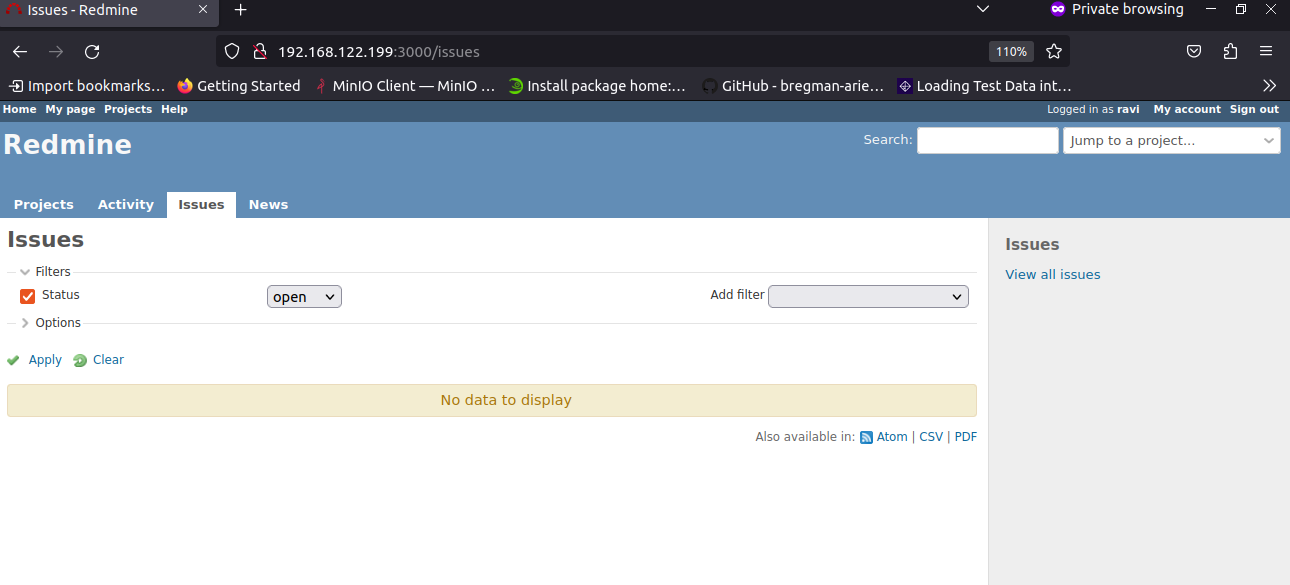 Issues - Redmine
Private browsing
192.168.122.199:3000/issues
110%
Import bookmarks...
Getting Started
MinIO Client — MinIO ...
Install package home:...
GitHub - bregman-arie...
Loading Test Data int...
Home My page Projects Help
Logged in as ravi My account Sign out
Redmine
Search:
Jump to a project...
Projects Activity Issues News
Issues
Filters
Status
open
Add filter
Options
Apply Clear
No data to display
Also available in: Atom | CSV | PDF
Issues
View all issues